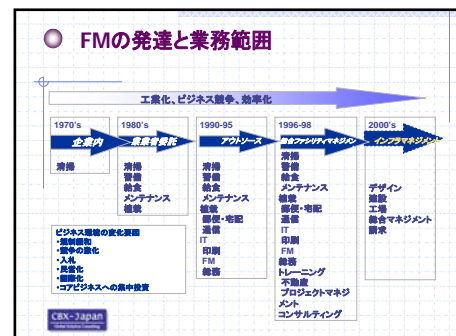 FMの発達と業務範囲
工業化、ビジネス競争、効率化
1970's
企業内
清掃
1980's
業業者委託
清掃
警備
給食
メンテナンス
植栽
1990-95
アウトソース
清掃
警備
給食
メンテナンス
植栽
郵便・宅配
通信
IT
印刷
FM
総務
1996-98
総合ファシリティマネジメント
清掃
警備
給食
メンテナンス
植栽
郵便・宅配
通信
IT
印刷
FM
総務
トレーニング
不動産
プロジェクトマネジ
メント
コンサルティング
2000's
インフラマネジメント
デザイン
建設
工場
総合マネジメント
請求
ビジネス環境の変化要因
・規制緩和
・競争の激化
・入札
・民営化
・国際化
・コアビジネスへの集中投資
CBX-Japan